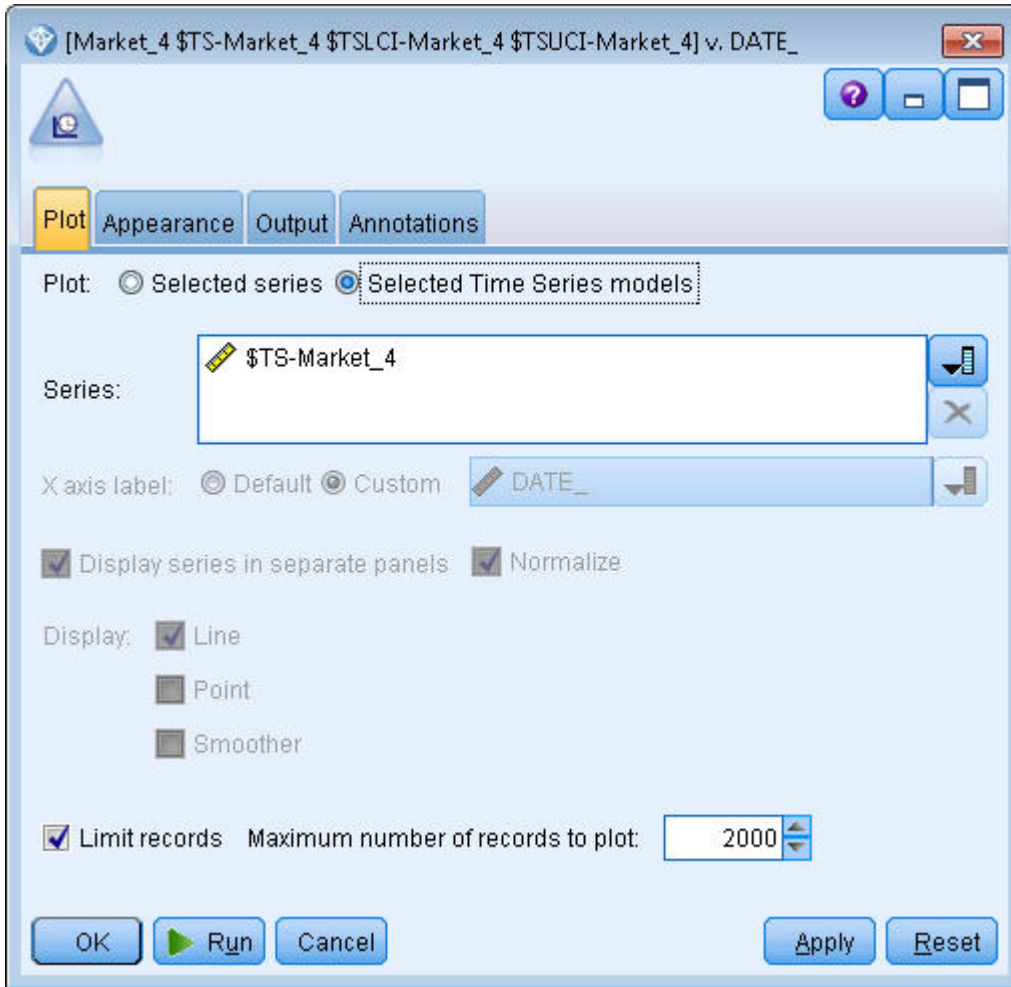 [Market_4 $TS-Market_4 $TSLCI-Market_4 $TSUCI-Market_4] v. DATE_
Plot Appearance Output Annotations
Plot: Selected series Selected Time Series models
Series: $TS-Market_4
X axis label: Default Custom DATE_
Display series in separate panels Normalize
Display: Line
Point
Smoother
Limit records Maximum number of records to plot: 2000
OK Run Cancel Apply Reset